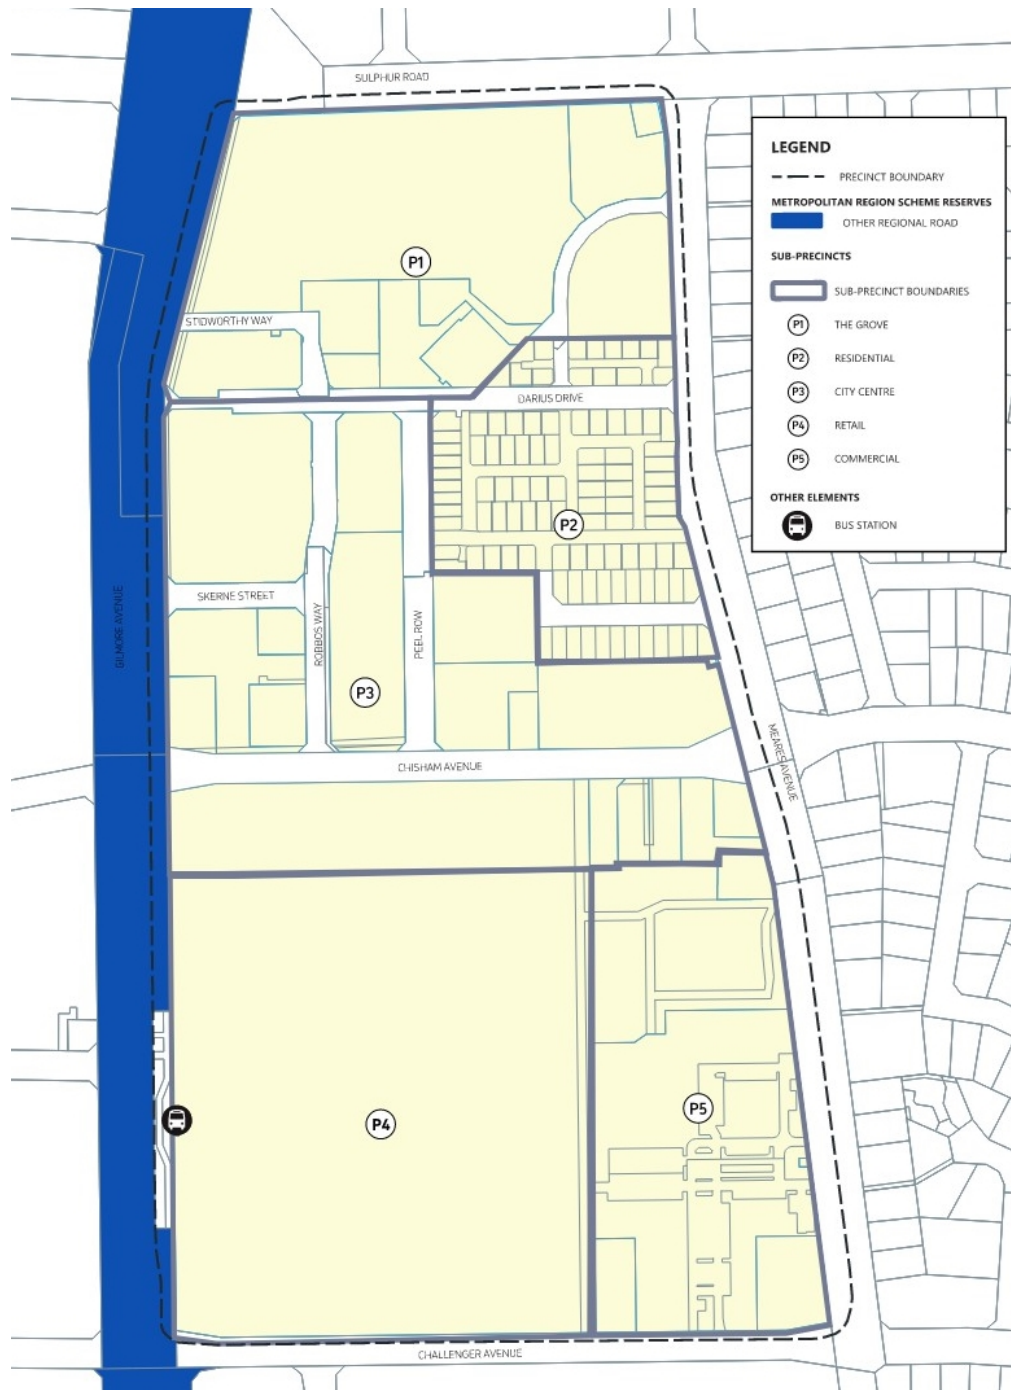 SULPHUR ROAD
LEGEND
PRECINCT BOUNDARY
METROPOLITAN REGION SCHEME RESERVES
OTHER REGIONAL ROAD
SUB-PRECINCTS
SUB-PRECINCT BOUNDARIES
P1 THE GROVE
P2 RESIDENTIAL
P3 CITY CENTRE
P4 RETAIL
P5 COMMERCIAL
OTHER ELEMENTS
BUS STATION
P1
STIDWORTHY WAY
DARIUS DRIVE
P2
SKERNE STREET
GILMORE AVENUE
ROBBOS WAY
PEEL ROW
P3
CHISHAM AVENUE
MEARES AVENUE
P4
P5
CHALLENGER AVENUE